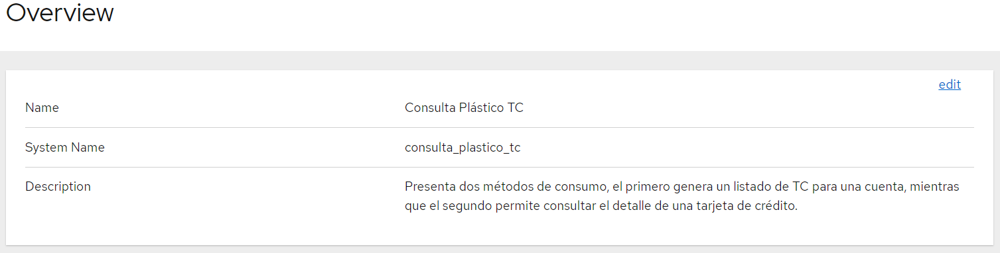 Overview
edit
Name Consulta Plástico TC
System Name consulta_plastico_tc
Description Presenta dos métodos de consumo, el primero genera un listado de TC para una cuenta, mientras
que el segundo permite consultar el detalle de una tarjeta de crédito.